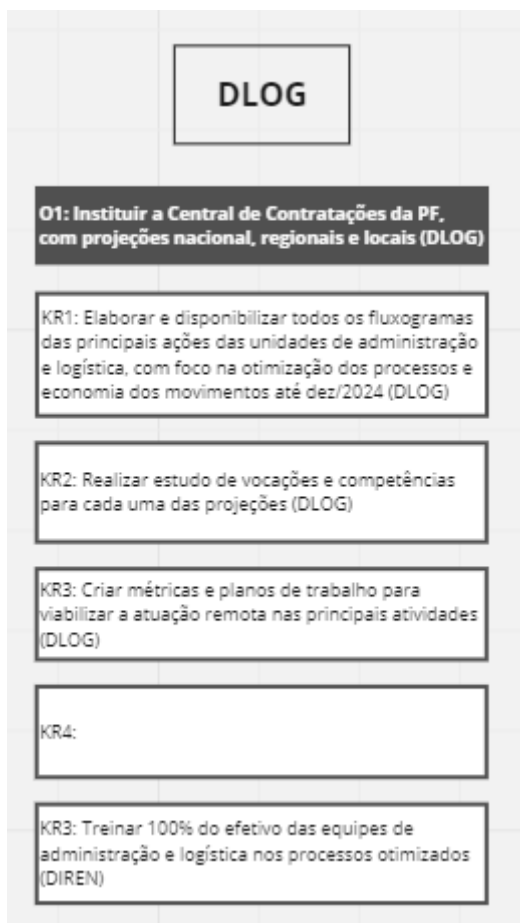 DLOG
O1: Instituir a Central de Contratações da PF,
com projeções nacional, regionais e locais (DLOG)
KR1: Elaborar e disponibilizar todos os fluxogramas
das principais ações das unidades de administração
e logística, com foco na otimização dos processos e
economia dos movimentos até dez/2024 (DLOG)
KR2: Realizar estudo de vocações e competências
para cada uma das projeções (DLOG)
KR3: Criar métricas e planos de trabalho para
viabilizar a atuação remota nas principais atividades
(DLOG)
KR4:
KR3: Treinar 100% do efetivo das equipes de
administração e logística nos processos otimizados
(DIREN)